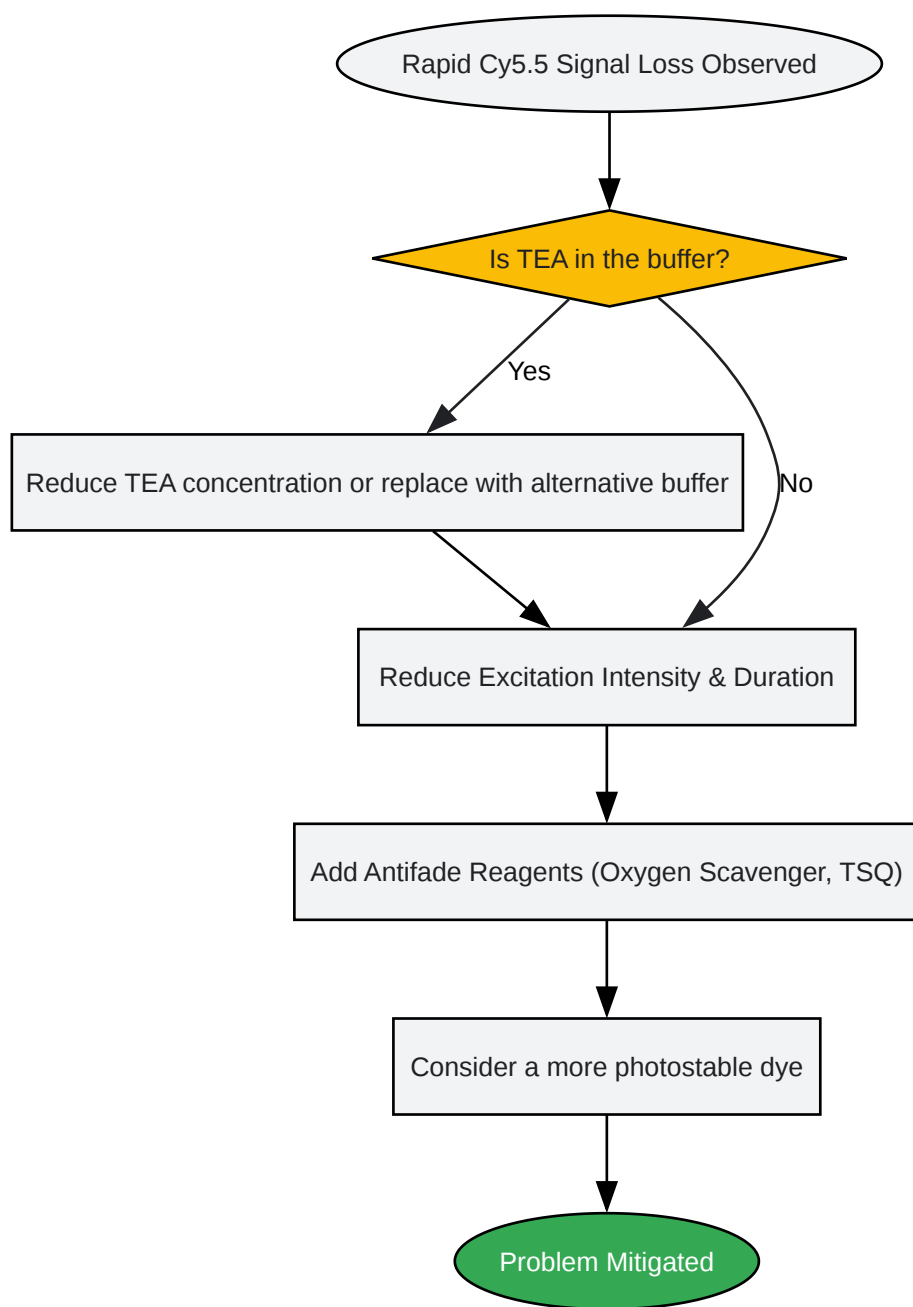 Rapid Cy5.5 Signal Loss Observed
Is TEA in the buffer?
Yes
Reduce TEA concentration or replace with alternative buffer
No
Reduce Excitation Intensity & Duration
Add Antifade Reagents (Oxygen Scavenger, TSQ)
Consider a more photostable dye
Problem Mitigated